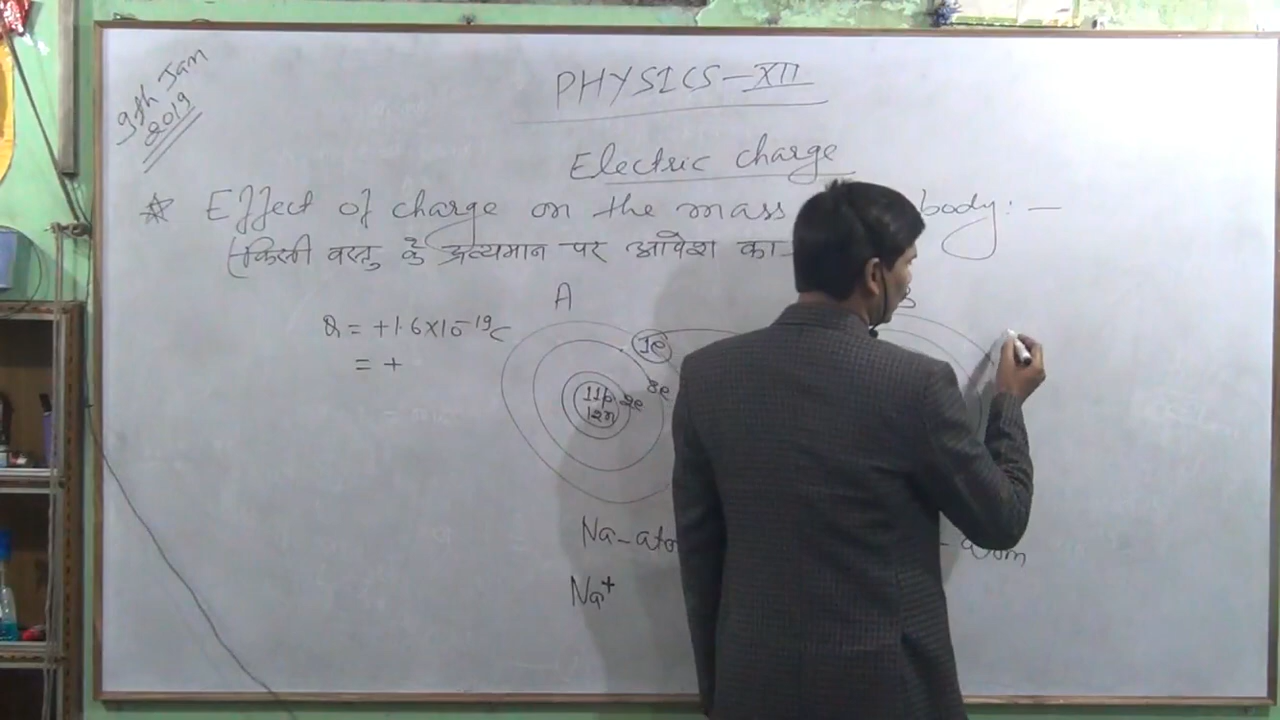 9th Jan
2019
PHYSICS-XII
Electric charge
Effect of charge on the mass body:-
(किसी वस्तु के द्रव्यमान पर आवेश का
A
Q = +1.6×10⁻¹⁹C
= +
1e
8e
2e
11p
12n
Na-ato
- atom
Na⁺